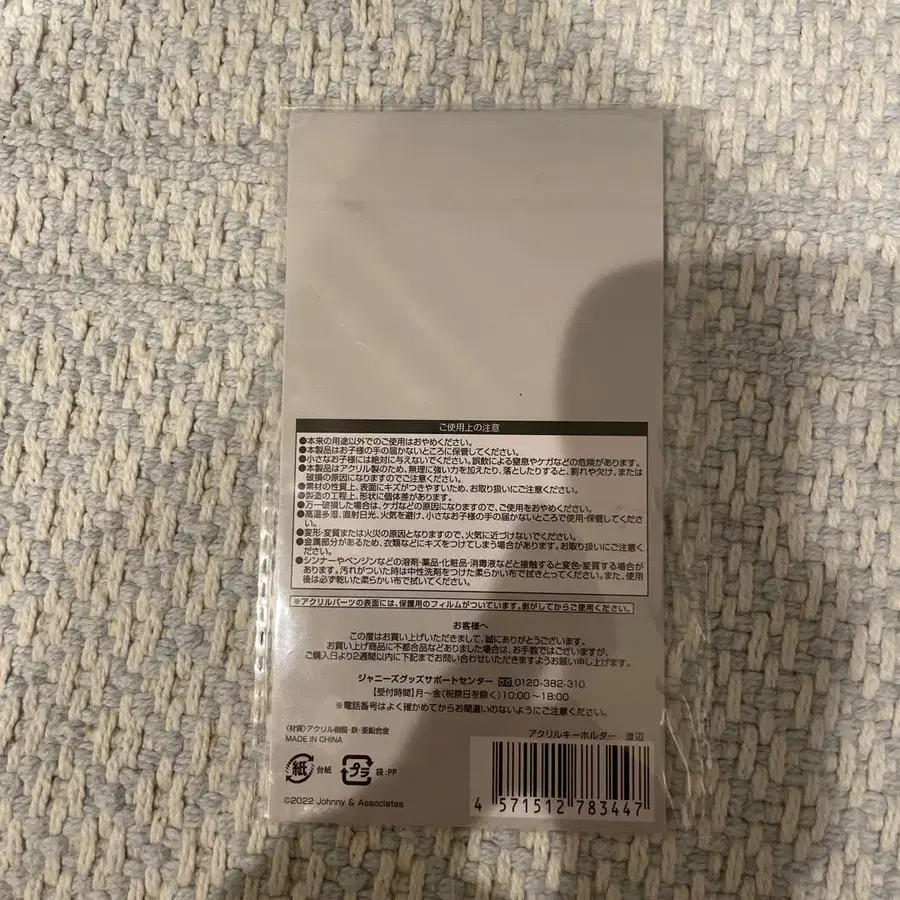 ご使用上の注意
●本来の用途以外でのご使用はおやめください。
●本製品はお子様の手の届かないところに保管してください。
●小さなお子様には絶対に与えないでください。誤飲による窒息やケガなどの危険があります。
●本製品はアクリル製のため、無理に強い力を加えたり、落としたりすると、割れや欠け、または
破損の原因になりますのでご注意ください。
●素材の性質上、表面にキズがつきやすいため、お取り扱いにご注意ください。
●製造の工程上、形状に個体差があります。
●万一破損した場合は、ケガなどの原因になりますので、ご使用をおやめください。
●高温多湿、直射日光、火気を避け、小さなお子様の手の届かないところで使用・保管してくださ
い。
●変形・変質または火災の原因となりますので、火気に近づけないでください。
●金属部分があるため、衣類などにキズをつけてしまう場合があります。お取り扱いにご注意く
ださい。
●シンナーやベンジンなどの溶剤・薬品・化粧品・消毒液などと接触すると変色・変質する場合が
あります。汚れがついた時は中性洗剤をつけた柔らかい布で拭きとってください。また、使用
後は必ず乾いた柔らかい布で拭いてください。
※アクリルパーツの表面には、保護用のフィルムがついています。剥がしてからご使用ください。
お客様へ
この度はお買い上げいただきまして、誠にありがとうございます。
お買い上げ商品に不都合品などありました場合は、お手数ではございますが、
ご購入日より2週間以内に下記までお問い合わせいただきますようお願い申し上げます。
ジャニーズグッズサポートセンター 0120-382-310
【受付時間】月～金(祝祭日を除く)10:00～18:00
※電話番号はよく確かめてからお間違いのないようにご注意ください。
〈材質〉アクリル樹脂・鉄・亜鉛合金
MADE IN CHINA
アクリルキーホルダー 渡辺
紙 台紙 プラ 袋:PP
4 571512 783447
©2022 Johnny & Associates